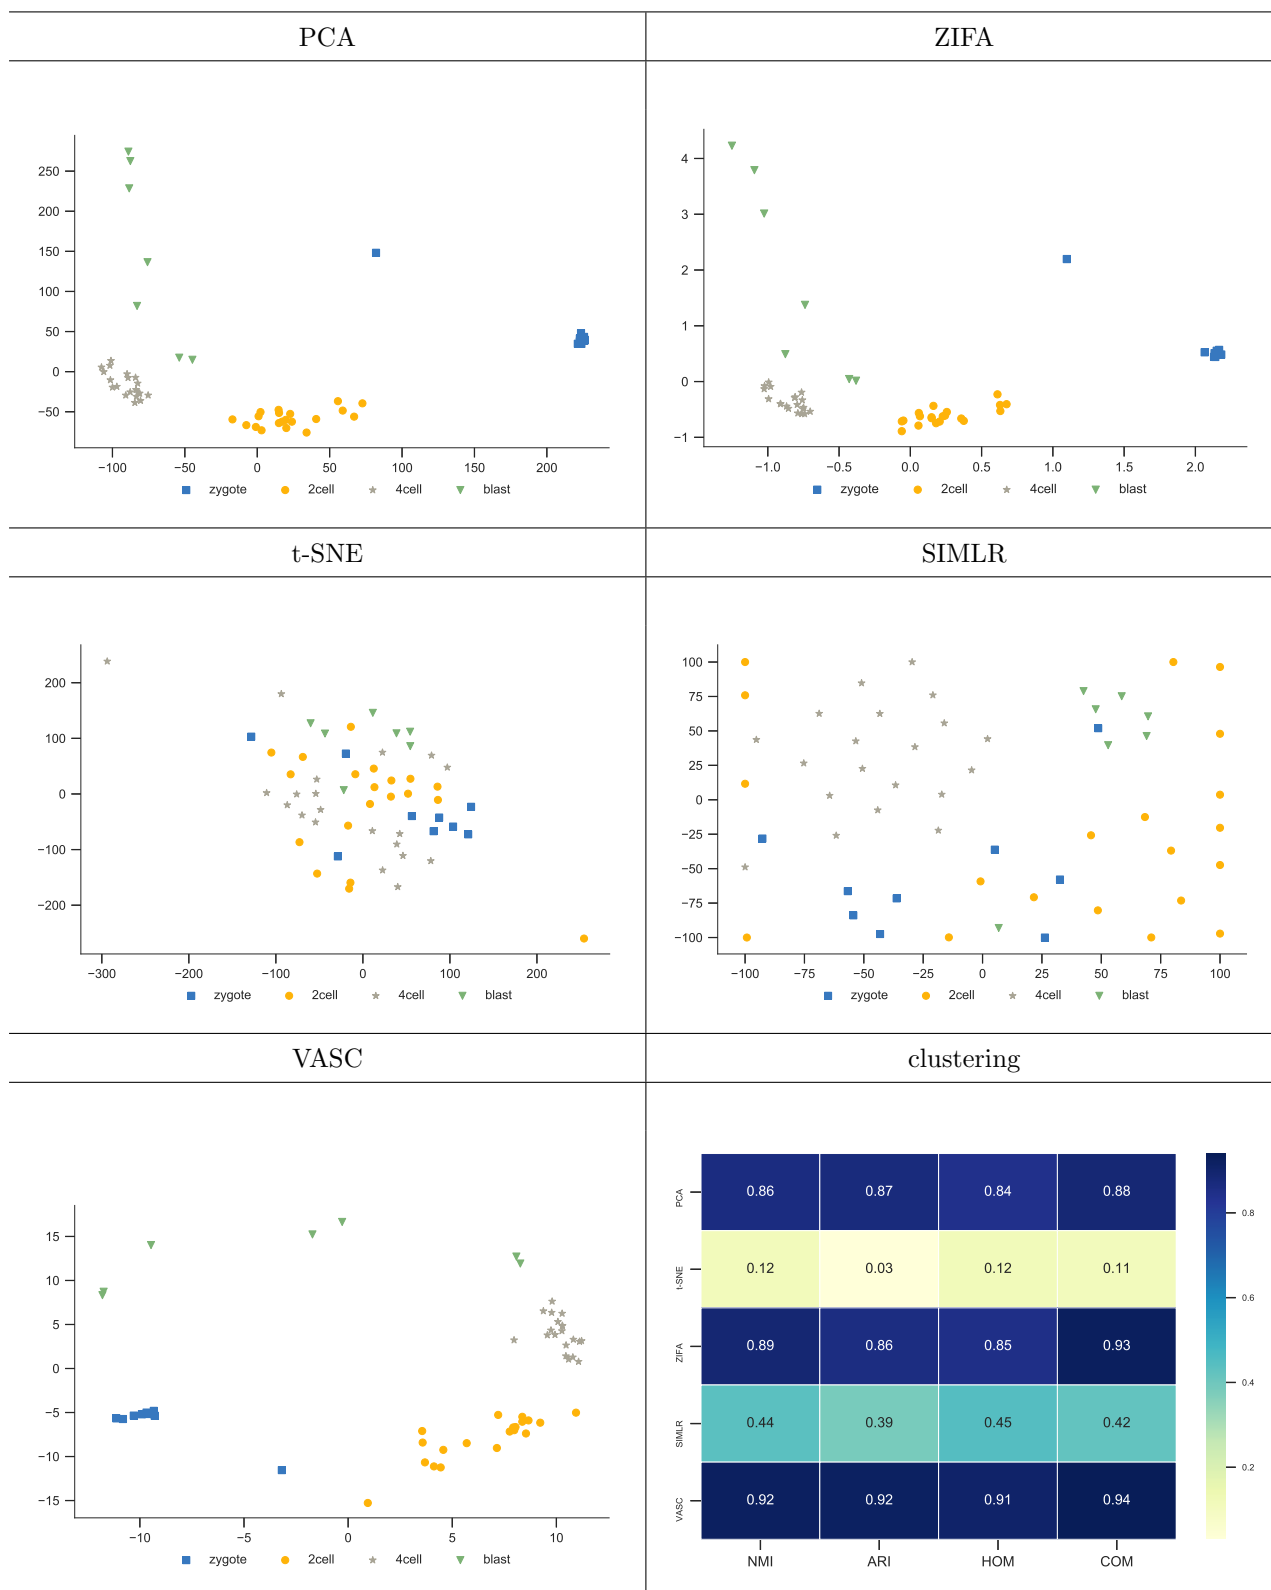 PCA
ZIFA
250
200
150
100
50
0
−50
−100
−50
0
50
100
150
200
zygote
2cell
4cell
blast
4
3
2
1
0
−1
−1.0
−0.5
0.0
0.5
1.0
1.5
2.0
zygote
2cell
4cell
blast
t-SNE
SIMLR
200
100
0
−100
−200
−300
−200
−100
0
100
200
zygote
2cell
4cell
blast
100
75
50
25
0
−25
−50
−75
−100
−100
−75
−50
−25
0
25
50
75
100
zygote
2cell
4cell
blast
VASC
clustering
15
10
5
0
−5
−10
−15
−10
−5
0
5
10
zygote
2cell
4cell
blast
PCA
0.86
0.87
0.84
0.88
t-SNE
0.12
0.03
0.12
0.11
ZIFA
0.89
0.86
0.85
0.93
SIMLR
0.44
0.39
0.45
0.42
VASC
0.92
0.92
0.91
0.94
NMI
ARI
HOM
COM
0.8
0.6
0.4
0.2